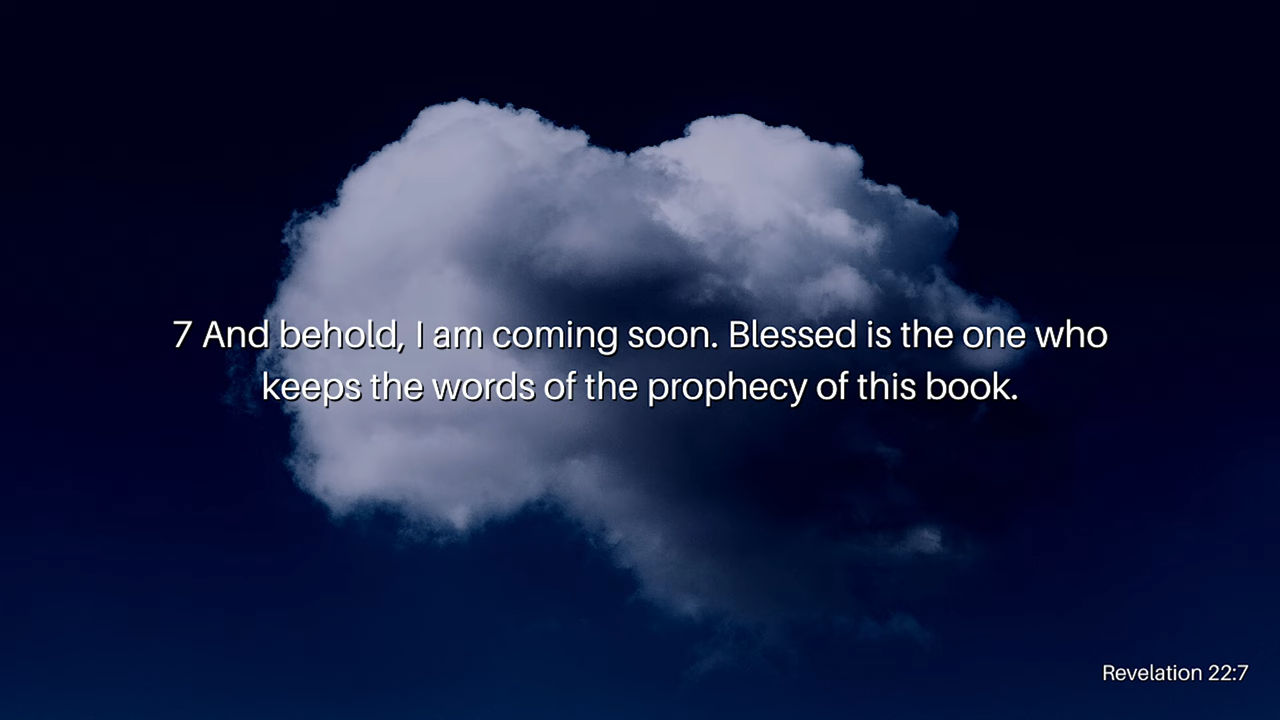 7 And behold, I am coming soon. Blessed is the one who
keeps the words of the prophecy of this book.
Revelation 22:7